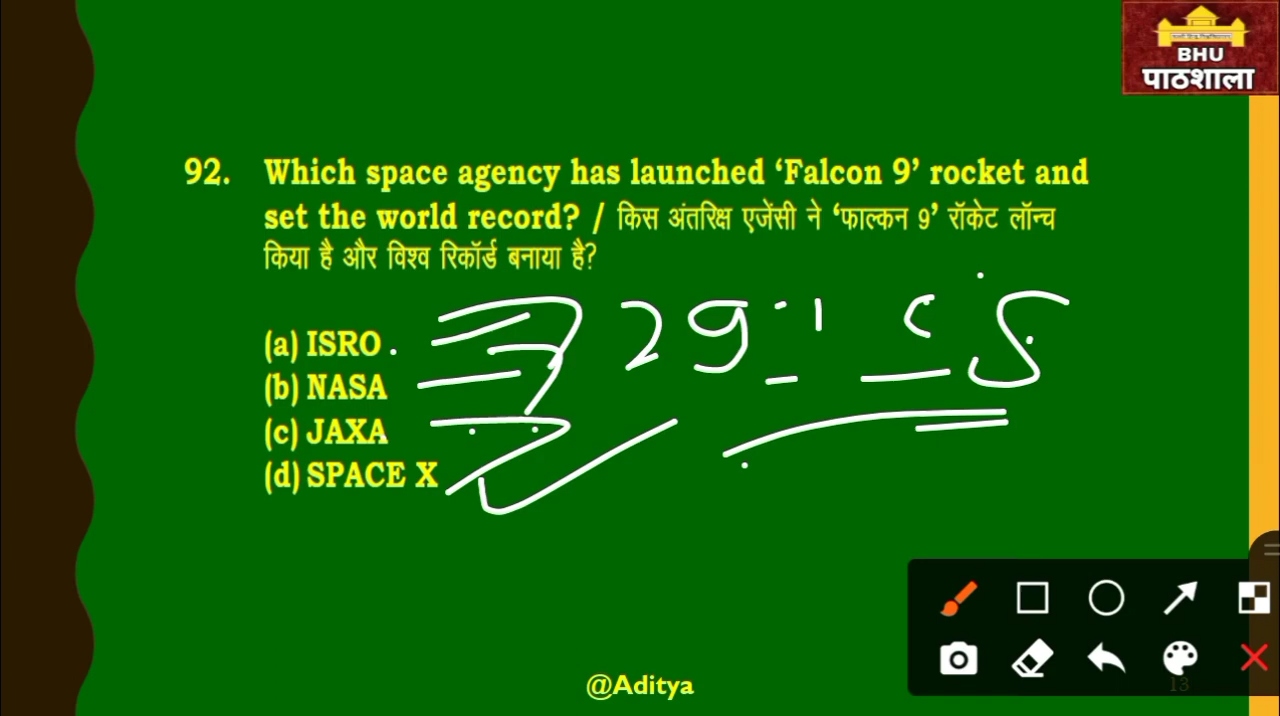 BHU
पाठशाला
92. Which space agency has launched ‘Falcon 9’ rocket and
set the world record? / किस अंतरिक्ष एजेंसी ने ‘फाल्कन 9’ रॉकेट लॉन्च
किया है और विश्व रिकॉर्ड बनाया है?
(a) ISRO
(b) NASA
(c) JAXA
(d) SPACE X
@Aditya
13